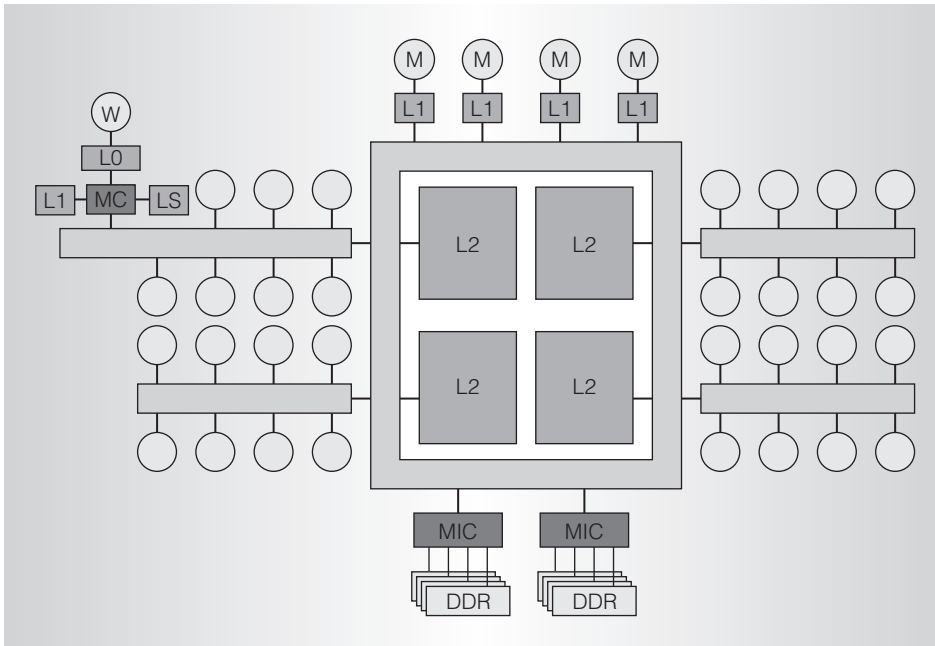 M M M M
L1 L1 L1 L1
W
L0
L1 MC LS
L2 L2
L2 L2
MIC MIC
DDR DDR